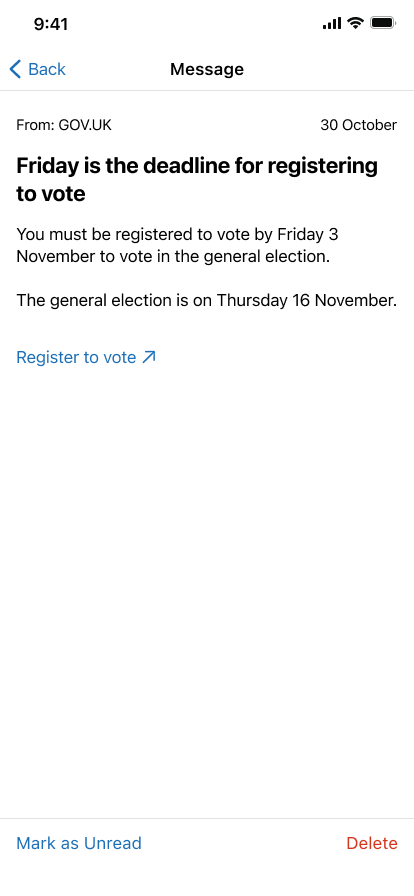 9:41
Back
Message
From: GOV.UK
30 October
Friday is the deadline for registering
to vote
You must be registered to vote by Friday 3
November to vote in the general election.
The general election is on Thursday 16 November.
Register to vote
Mark as Unread
Delete